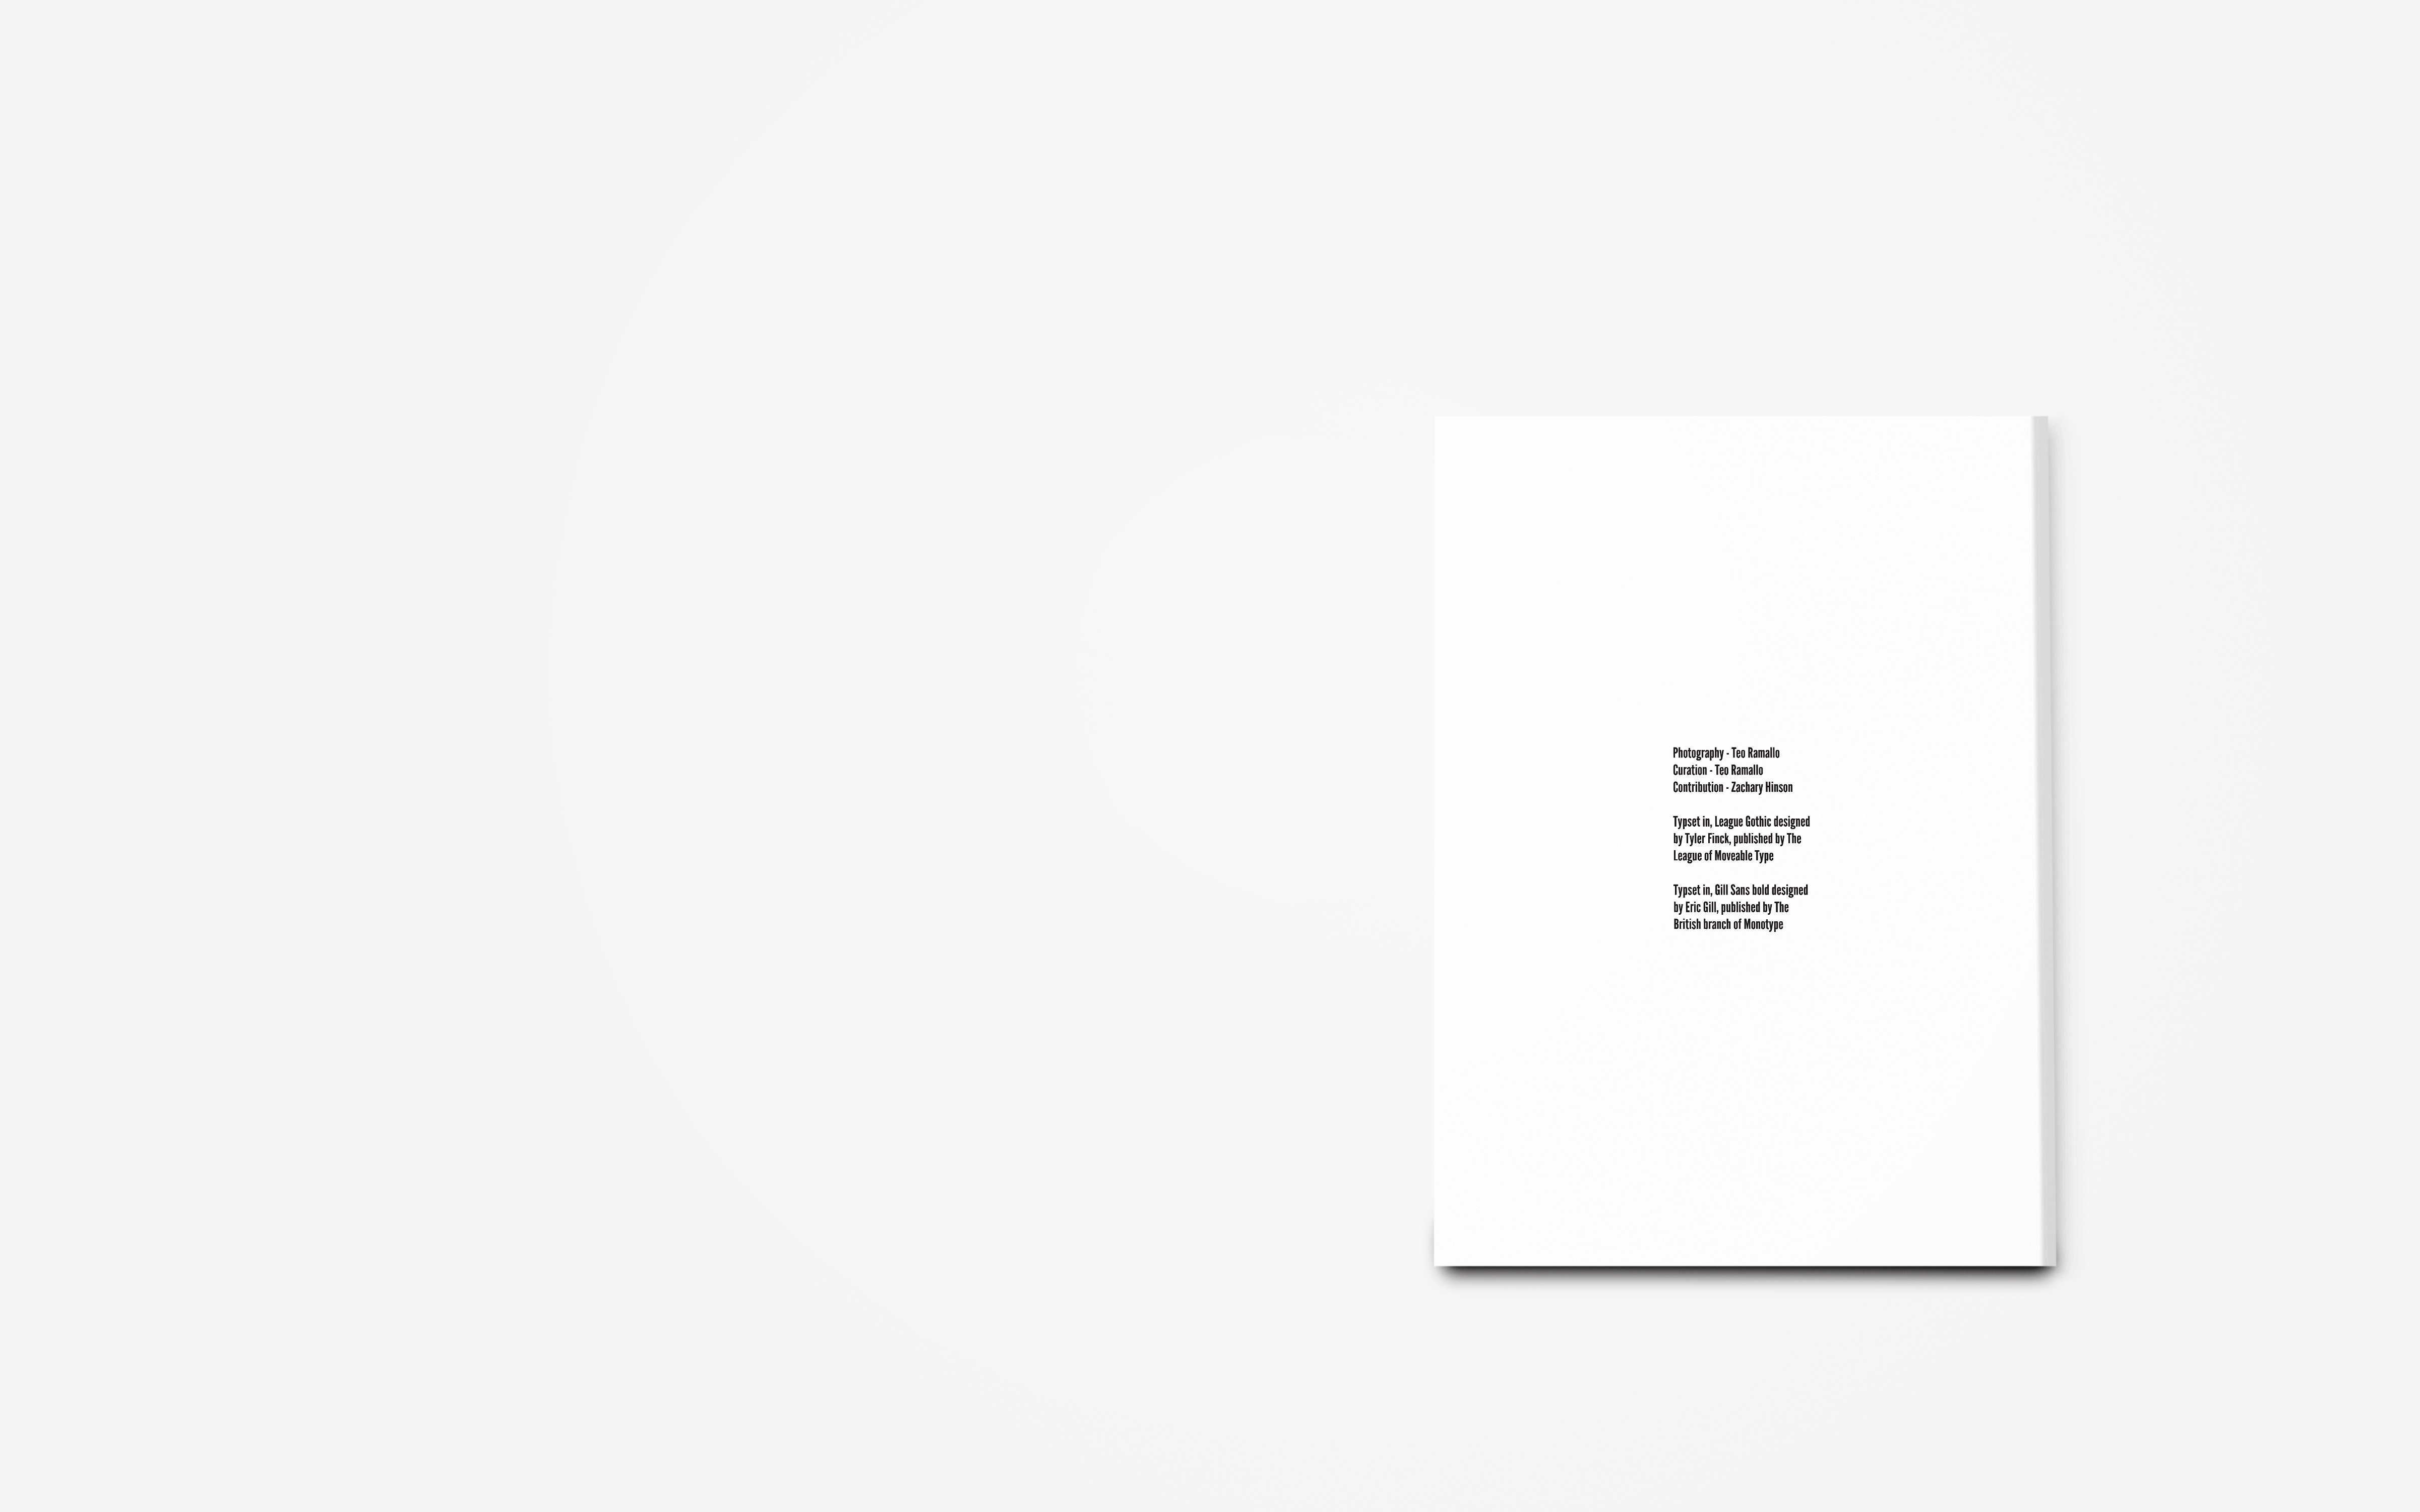 Photography - Teo Ramallo
Curation - Teo Ramallo
Contribution - Zachary Hinson
Typset in, League Gothic designed
by Tyler Finck, published by The
League of Moveable Type
Typset in, Gill Sans bold designed
by Eric Gill, published by The
British branch of Monotype